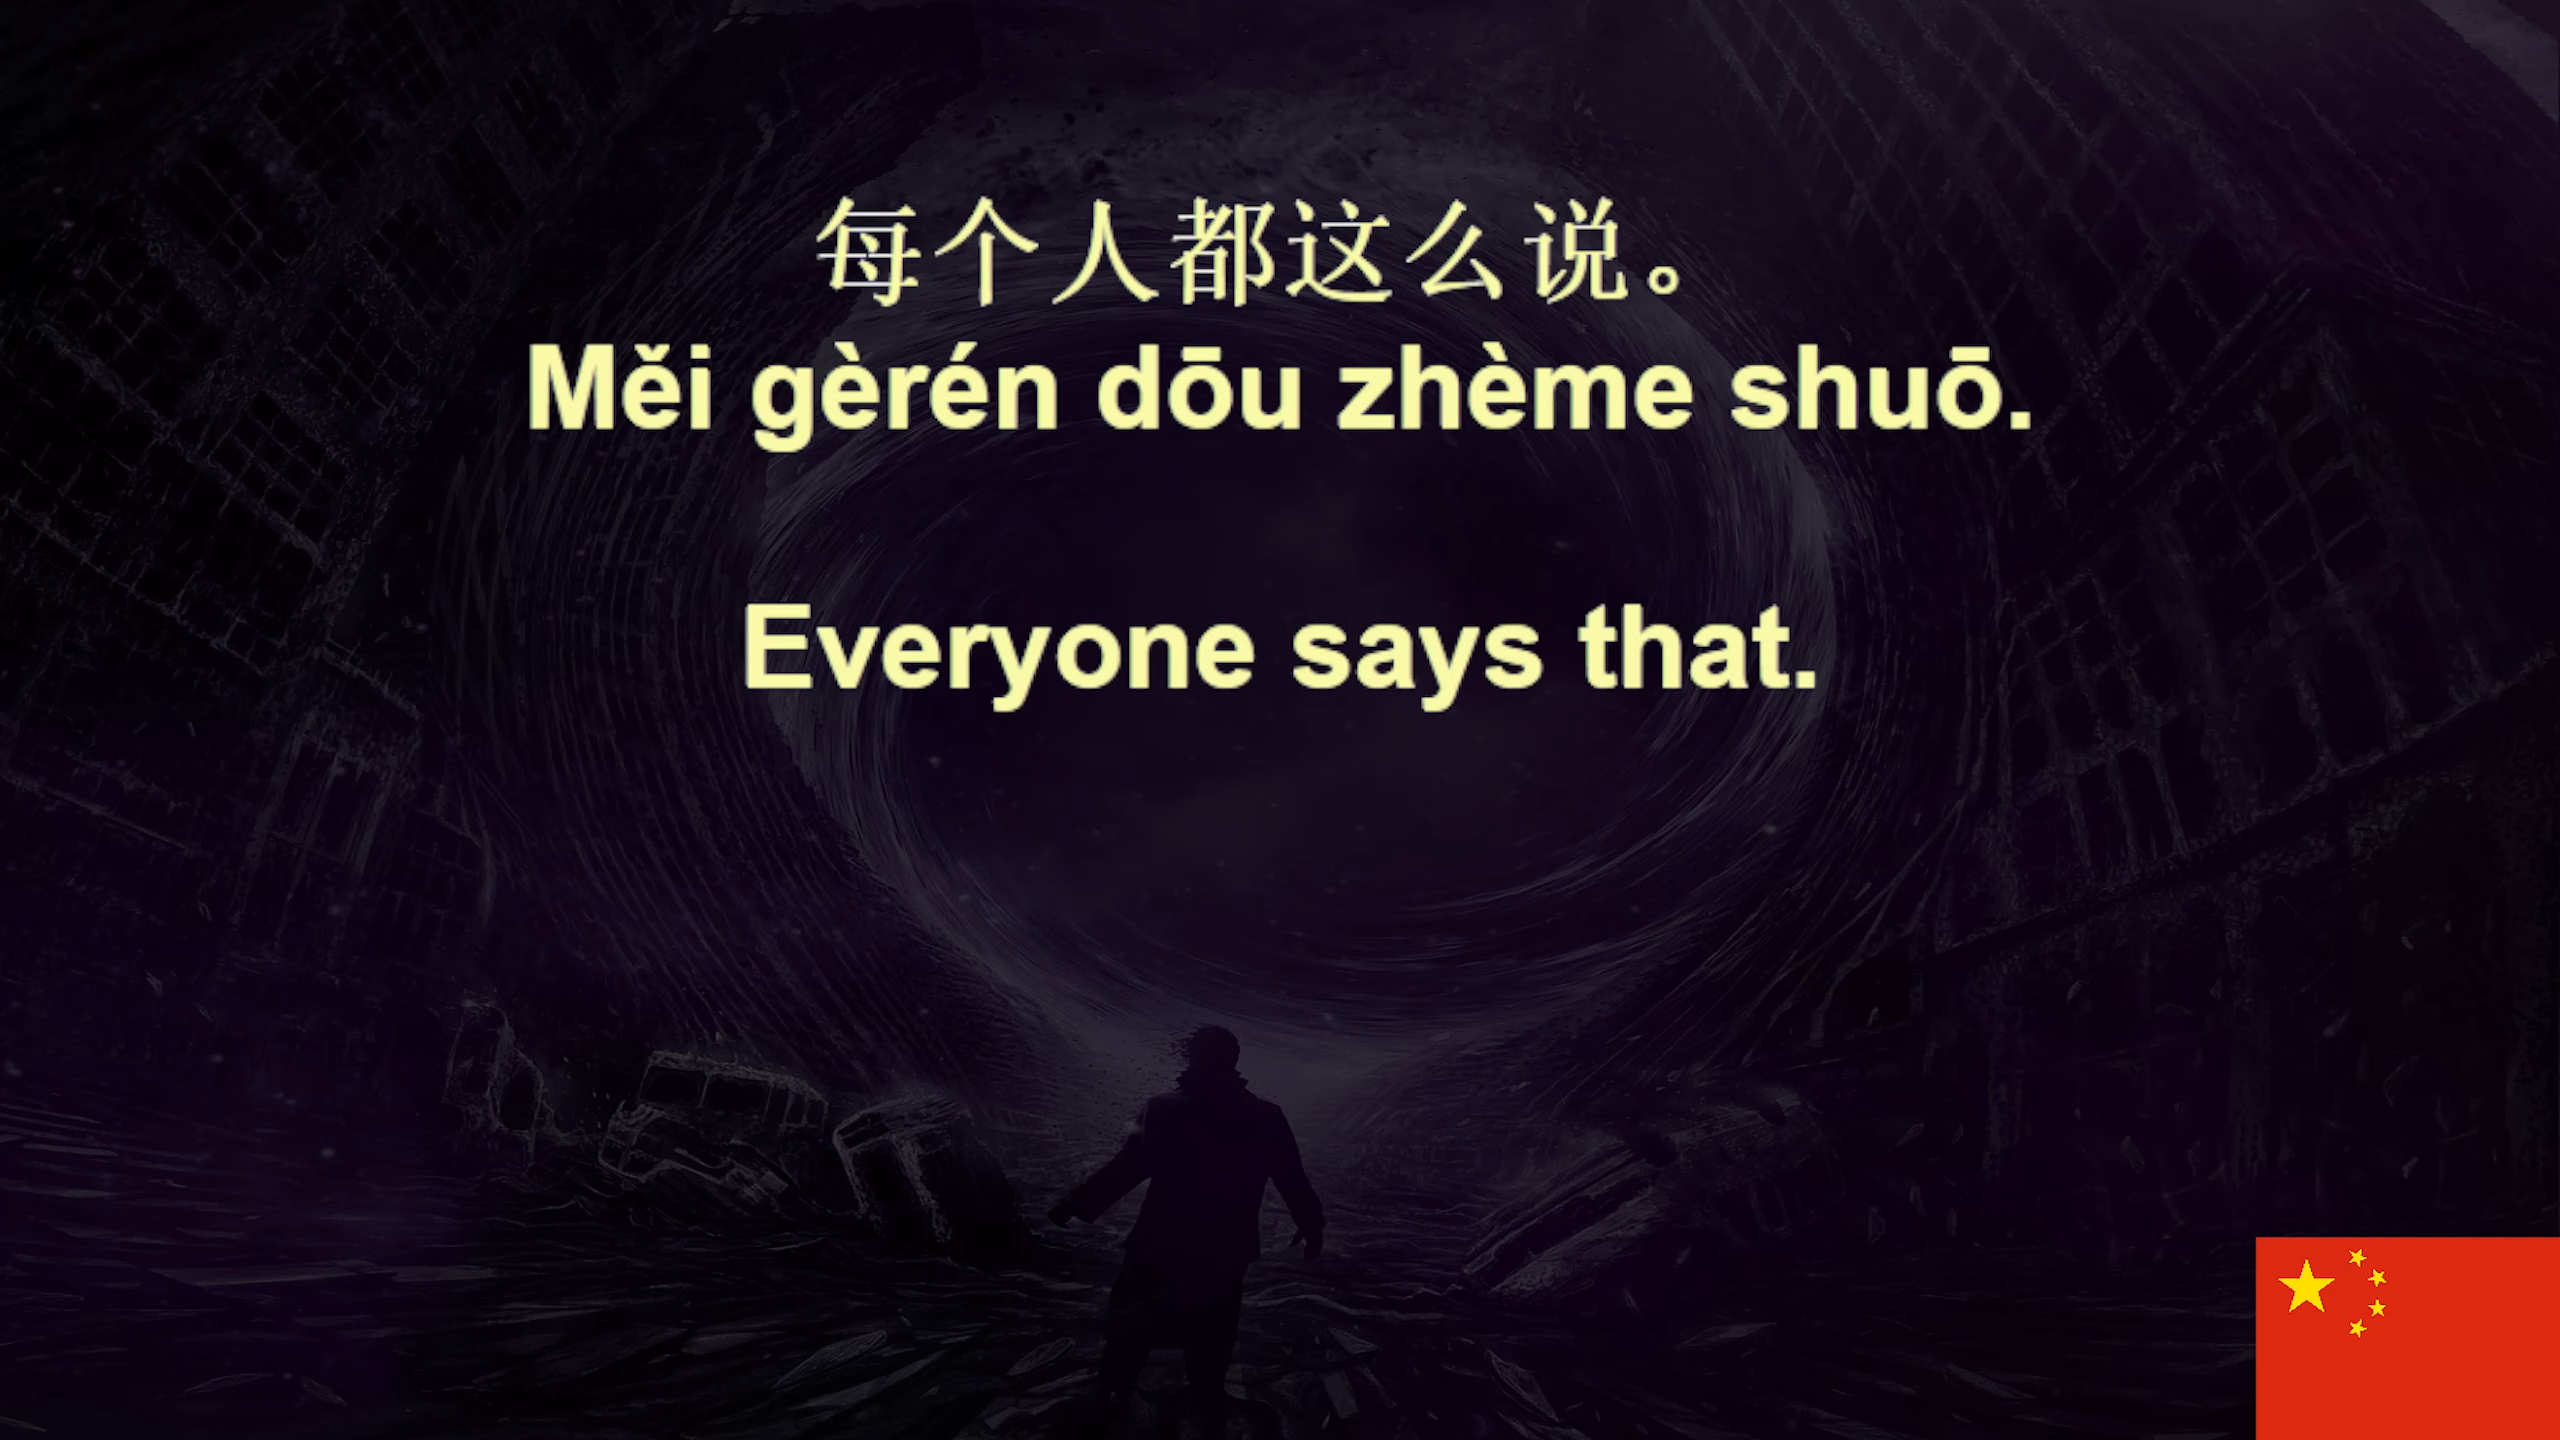 每个人都这么说。
Měi gèrén dōu zhème shuō.
Everyone says that.